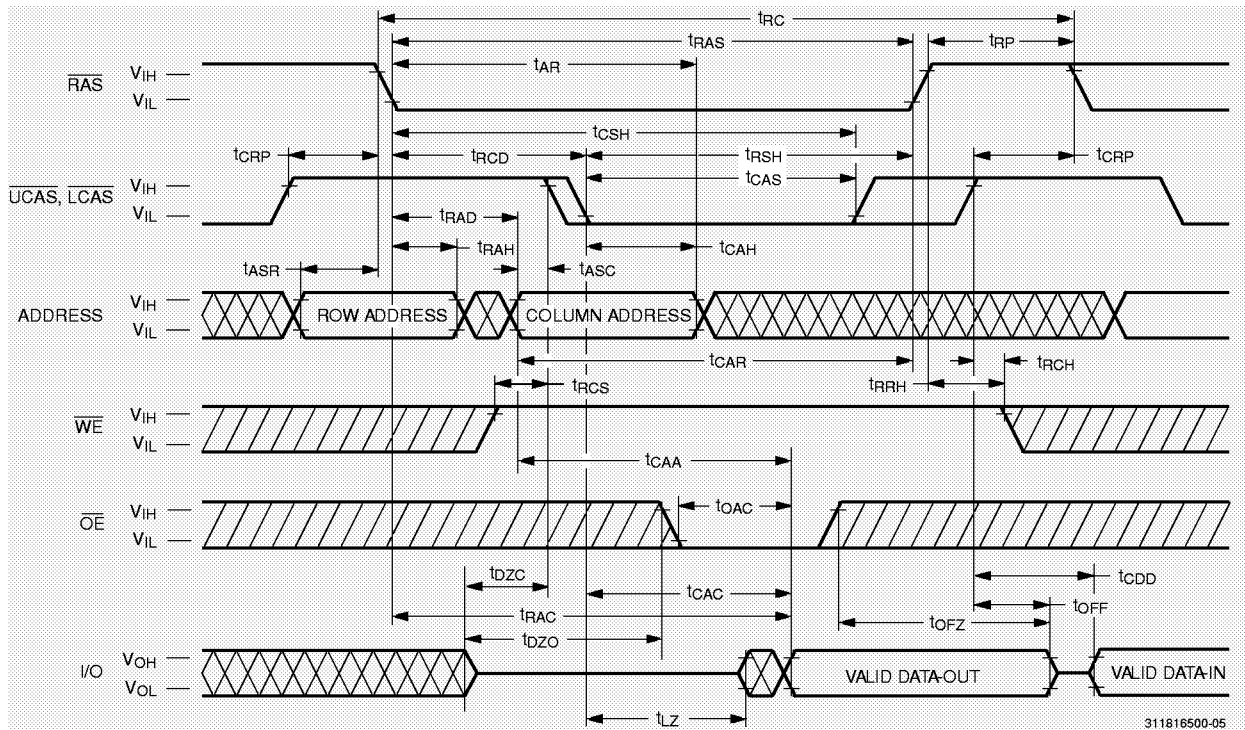 tRC
tRAS
tRP
tAR
RAS
VIH
VIL
tCSH
tCRP
tRCD
tRSH
tCRP
UCAS, LCAS
VIH
VIL
tCAS
tRAD
tRAH
tCAH
tASR
tASC
ADDRESS
VIH
VIL
ROW ADDRESS
COLUMN ADDRESS
tCAR
tRCH
tRCS
tRRH
WE
VIH
VIL
tCAA
OE
VIH
VIL
tOAC
tDZC
tCAC
tCDD
tRAC
tOFF
tDZO
tOFZ
I/O
VOH
VOL
VALID DATA-OUT
VALID DATA-IN
tLZ
311816500-05